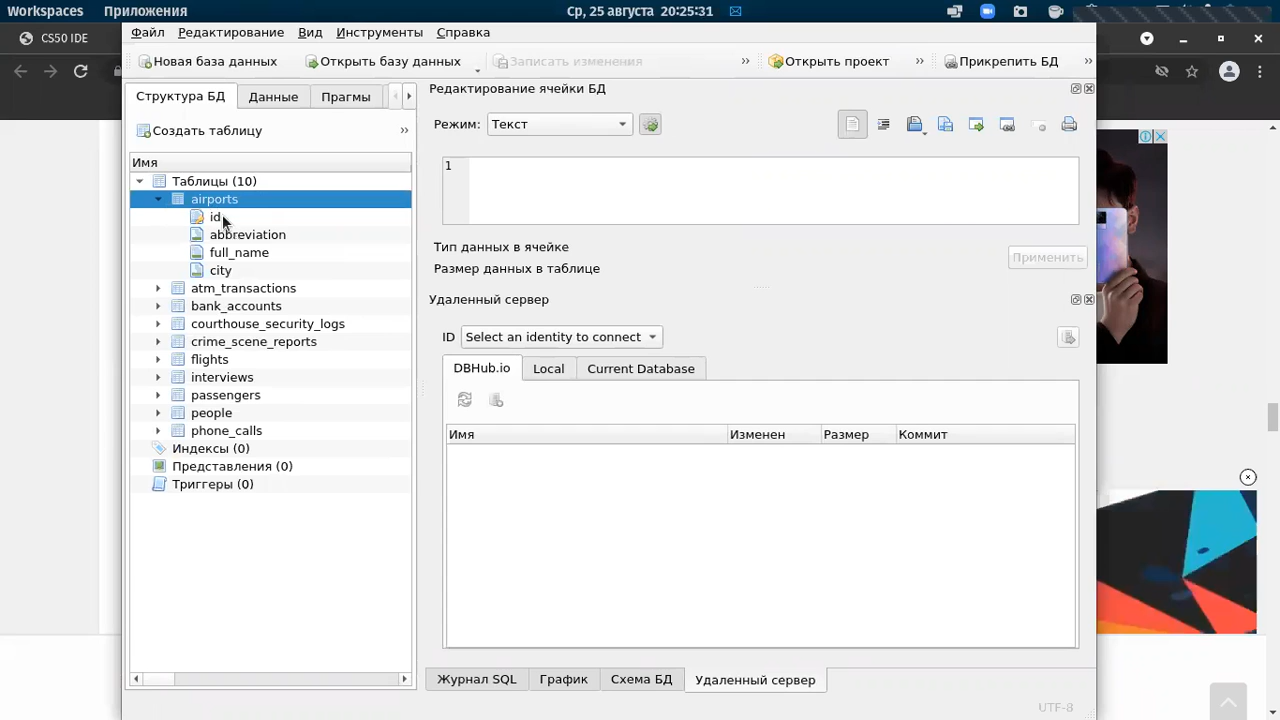 Workspaces Приложения Ср, 25 августа 20:25:31
CS50 IDE
Файл Редактирование Вид Инструменты Справка
Новая база данных Открыть базу данных Записать изменения » Открыть проект » Прикрепить БД »
Структура БД Данные Прагмы
Создать таблицу »
Имя
Таблицы (10)
airports
id
abbreviation
full_name
city
atm_transactions
bank_accounts
courthouse_security_logs
crime_scene_reports
flights
interviews
passengers
people
phone_calls
Индексы (0)
Представления (0)
Триггеры (0)
Редактирование ячейки БД
Режим: Текст
1
Тип данных в ячейке
Размер данных в таблице
Применить
Удаленный сервер
ID Select an identity to connect
DBHub.io Local Current Database
Имя Изменен Размер Коммит
Журнал SQL График Схема БД Удаленный сервер
UTF-8